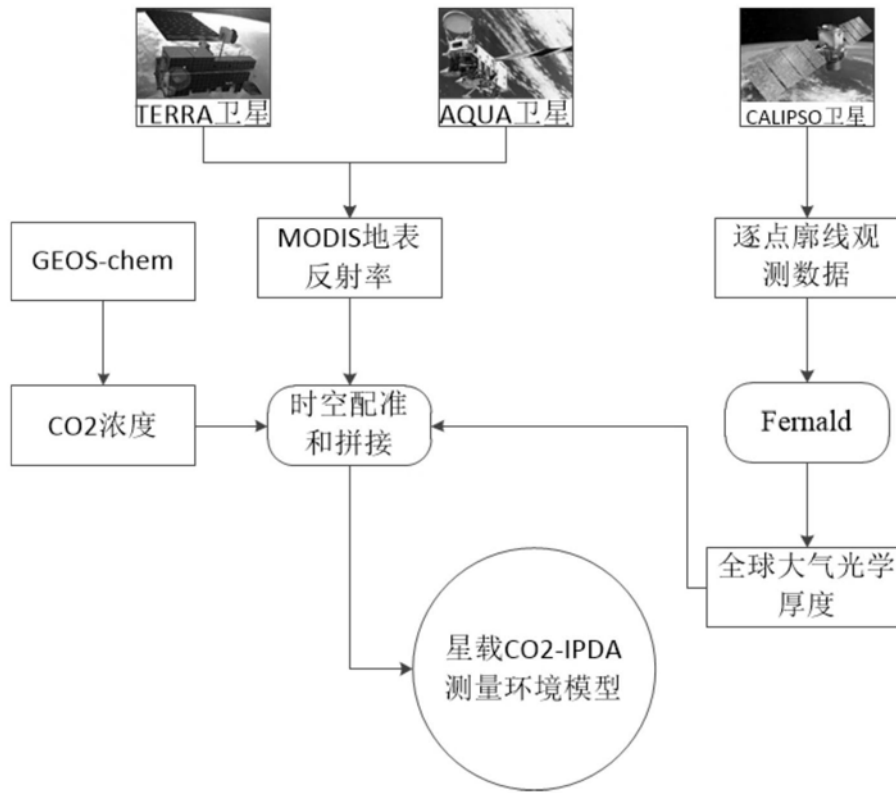 TERRA卫星
AQUA卫星
CALIPSO卫星
MODIS地表
反射率
逐点廓线观
测数据
GEOS-chem
CO2浓度
时空配准
和拼接
Fernald
全球大气光学
厚度
星载CO2-IPDA
测量环境模型